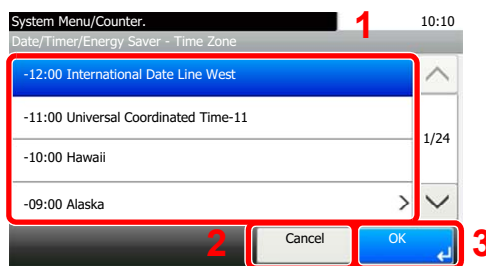 System Menu/Counter. 1 10:10
Date/Timer/Energy Saver - Time Zone
-12:00 International Date Line West
-11:00 Universal Coordinated Time-11
1/24
-10:00 Hawaii
-09:00 Alaska
2 Cancel OK 3